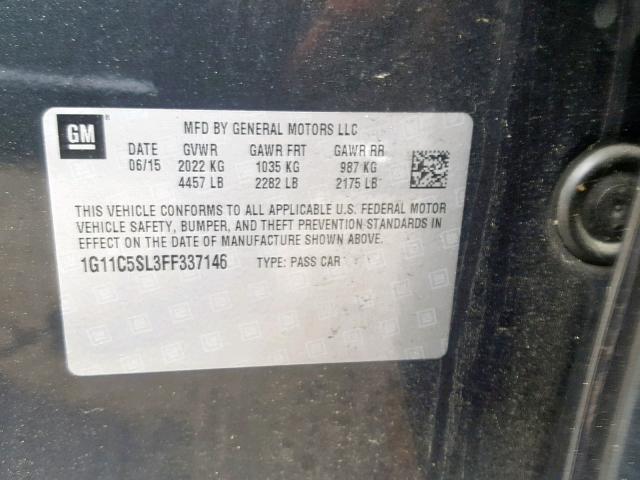 GM ®
MFD BY GENERAL MOTORS LLC
DATE GVWR GAWR FRT GAWR RR
06/15 2022 KG 1035 KG 987 KG
4457 LB 2282 LB 2175 LB
THIS VEHICLE CONFORMS TO ALL APPLICABLE U.S. FEDERAL MOTOR
VEHICLE SAFETY, BUMPER, AND THEFT PREVENTION STANDARDS IN
EFFECT ON THE DATE OF MANUFACTURE SHOWN ABOVE.
1G11C5SL3FF337146 TYPE: PASS CAR